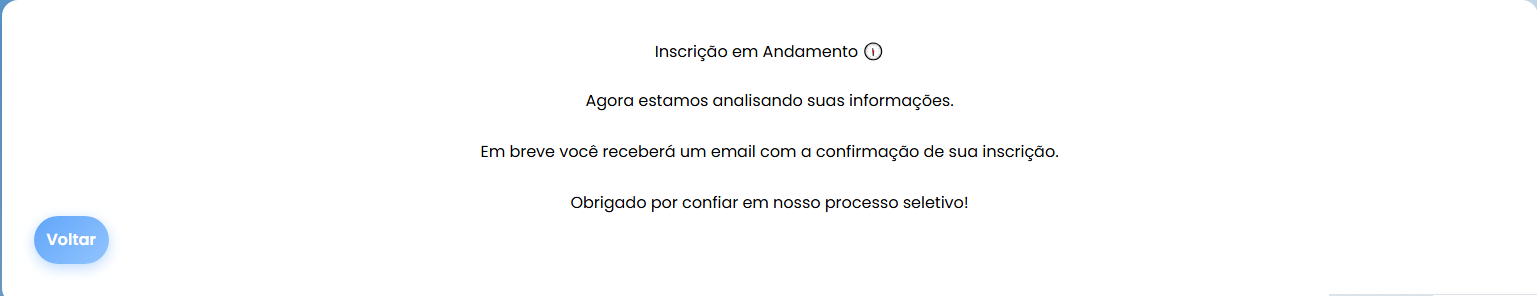 Inscrição em Andamento
Agora estamos analisando suas informações.
Em breve você receberá um email com a confirmação de sua inscrição.
Obrigado por confiar em nosso processo seletivo!
Voltar